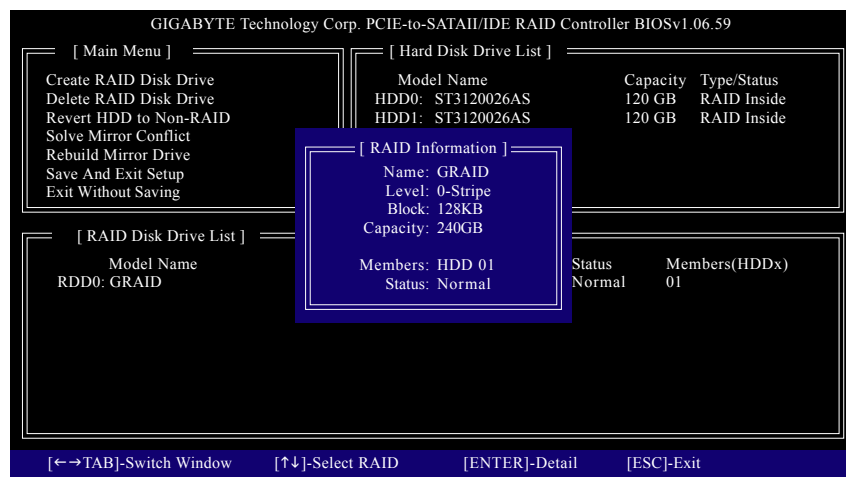 GIGABYTE Technology Corp. PCIE-to-SATAII/IDE RAID Controller BIOSv1.06.59
[ Main Menu ]
Create RAID Disk Drive
Delete RAID Disk Drive
Revert HDD to Non-RAID
Solve Mirror Conflict
Rebuild Mirror Drive
Save And Exit Setup
Exit Without Saving
[ Hard Disk Drive List ]
Model Name Capacity Type/Status
HDD0: ST3120026AS 120 GB RAID Inside
HDD1: ST3120026AS 120 GB RAID Inside
[ RAID Information ]
Name: GRAID
Level: 0-Stripe
Block: 128KB
Capacity: 240GB
Members: HDD 01
Status: Normal
[ RAID Disk Drive List ]
Model Name Status Members(HDDx)
RDD0: GRAID Normal 01
[←→TAB]-Switch Window [↑↓]-Select RAID [ENTER]-Detail [ESC]-Exit